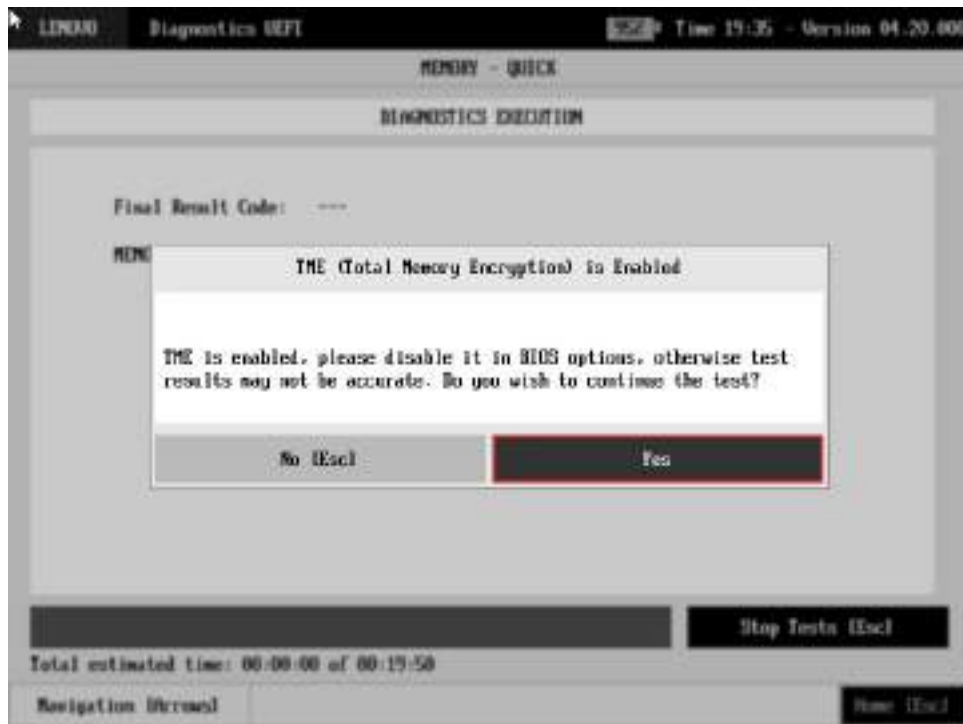 LENOVO Diagnostics UEFI Time 19:35 - Version 04.20.000
MEMORY - QUICK
DIAGNOSTICS EXECUTION
Final Result Code: ---
MEMO
TME (Total Memory Encryption) is Enabled
TME is enabled, please disable it in BIOS options, otherwise test
results may not be accurate. Do you wish to continue the test?
No [Esc] Yes
Stop Tests [Esc]
Total estimated time: 00:00:00 of 00:19:50
Navigation [Arrows] Home [Esc]